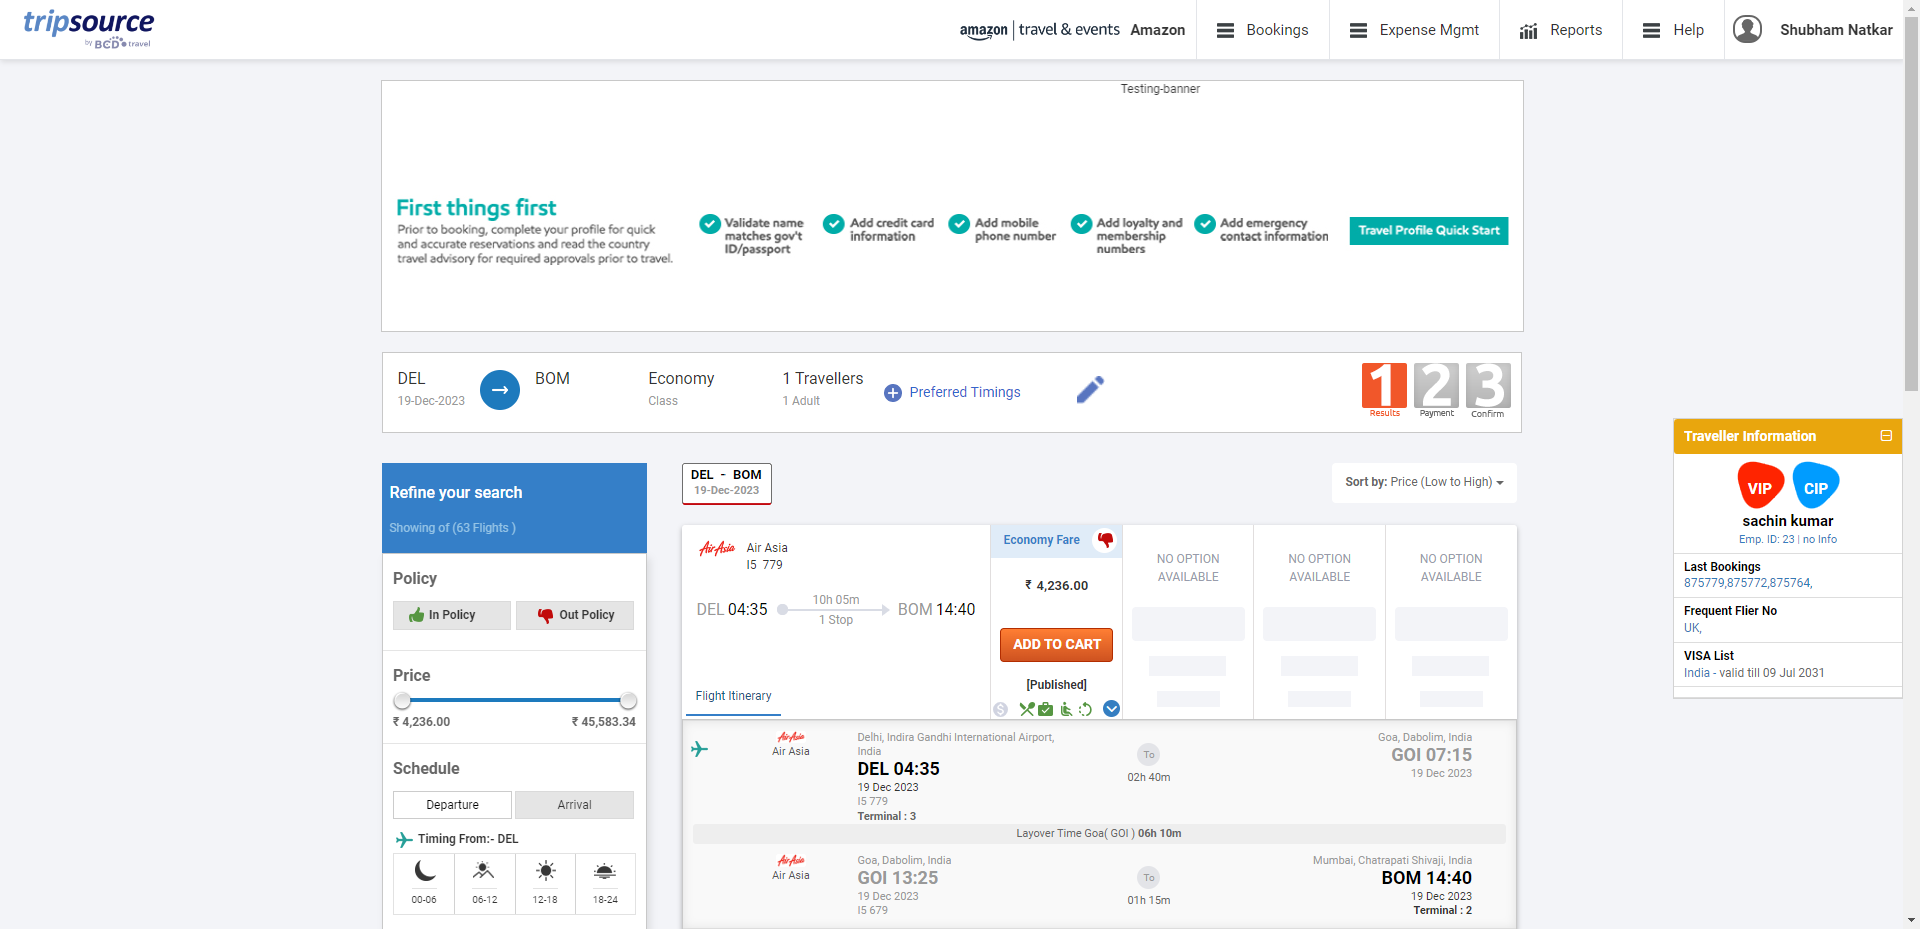 tripsource
by BCD travel
amazon | travel & events Amazon
Bookings
Expense Mgmt
Reports
Help
Shubham Natkar
Testing-banner
First things first
Prior to booking, complete your profile for quick
and accurate reservations and read the country
travel advisory for required approvals prior to travel.
Validate name
matches gov't
ID/passport
Add credit card
information
Add mobile
phone number
Add loyalty and
membership
numbers
Add emergency
contact information
Travel Profile Quick Start
DEL
19-Dec-2023
BOM
Economy
Class
1 Travellers
1 Adult
Preferred Timings
1
Results
2
Payment
3
Confirm
Traveller Information
VIP
CIP
sachin kumar
Emp. ID: 23 | no Info
Last Bookings
875779,875772,875764,
Frequent Flier No
UK,
VISA List
India - valid till 09 Jul 2031
Refine your search
Showing of (63 Flights )
Policy
In Policy
Out Policy
Price
₹ 4,236.00
₹ 45,583.34
Schedule
Departure
Arrival
Timing From:- DEL
00-06
06-12
12-18
18-24
DEL - BOM
19-Dec-2023
Sort by: Price (Low to High)
AirAsia
Air Asia
I5 779
DEL 04:35
10h 05m
1 Stop
BOM 14:40
Flight Itinerary
Economy Fare
₹ 4,236.00
ADD TO CART
[Published]
NO OPTION
AVAILABLE
NO OPTION
AVAILABLE
NO OPTION
AVAILABLE
AirAsia
Air Asia
Delhi, Indira Gandhi International Airport,
India
DEL 04:35
19 Dec 2023
I5 779
Terminal : 3
To
02h 40m
Goa, Dabolim, India
GOI 07:15
19 Dec 2023
Layover Time Goa( GOI ) 06h 10m
AirAsia
Air Asia
Goa, Dabolim, India
GOI 13:25
19 Dec 2023
I5 679
To
01h 15m
Mumbai, Chatrapati Shivaji, India
BOM 14:40
19 Dec 2023
Terminal : 2